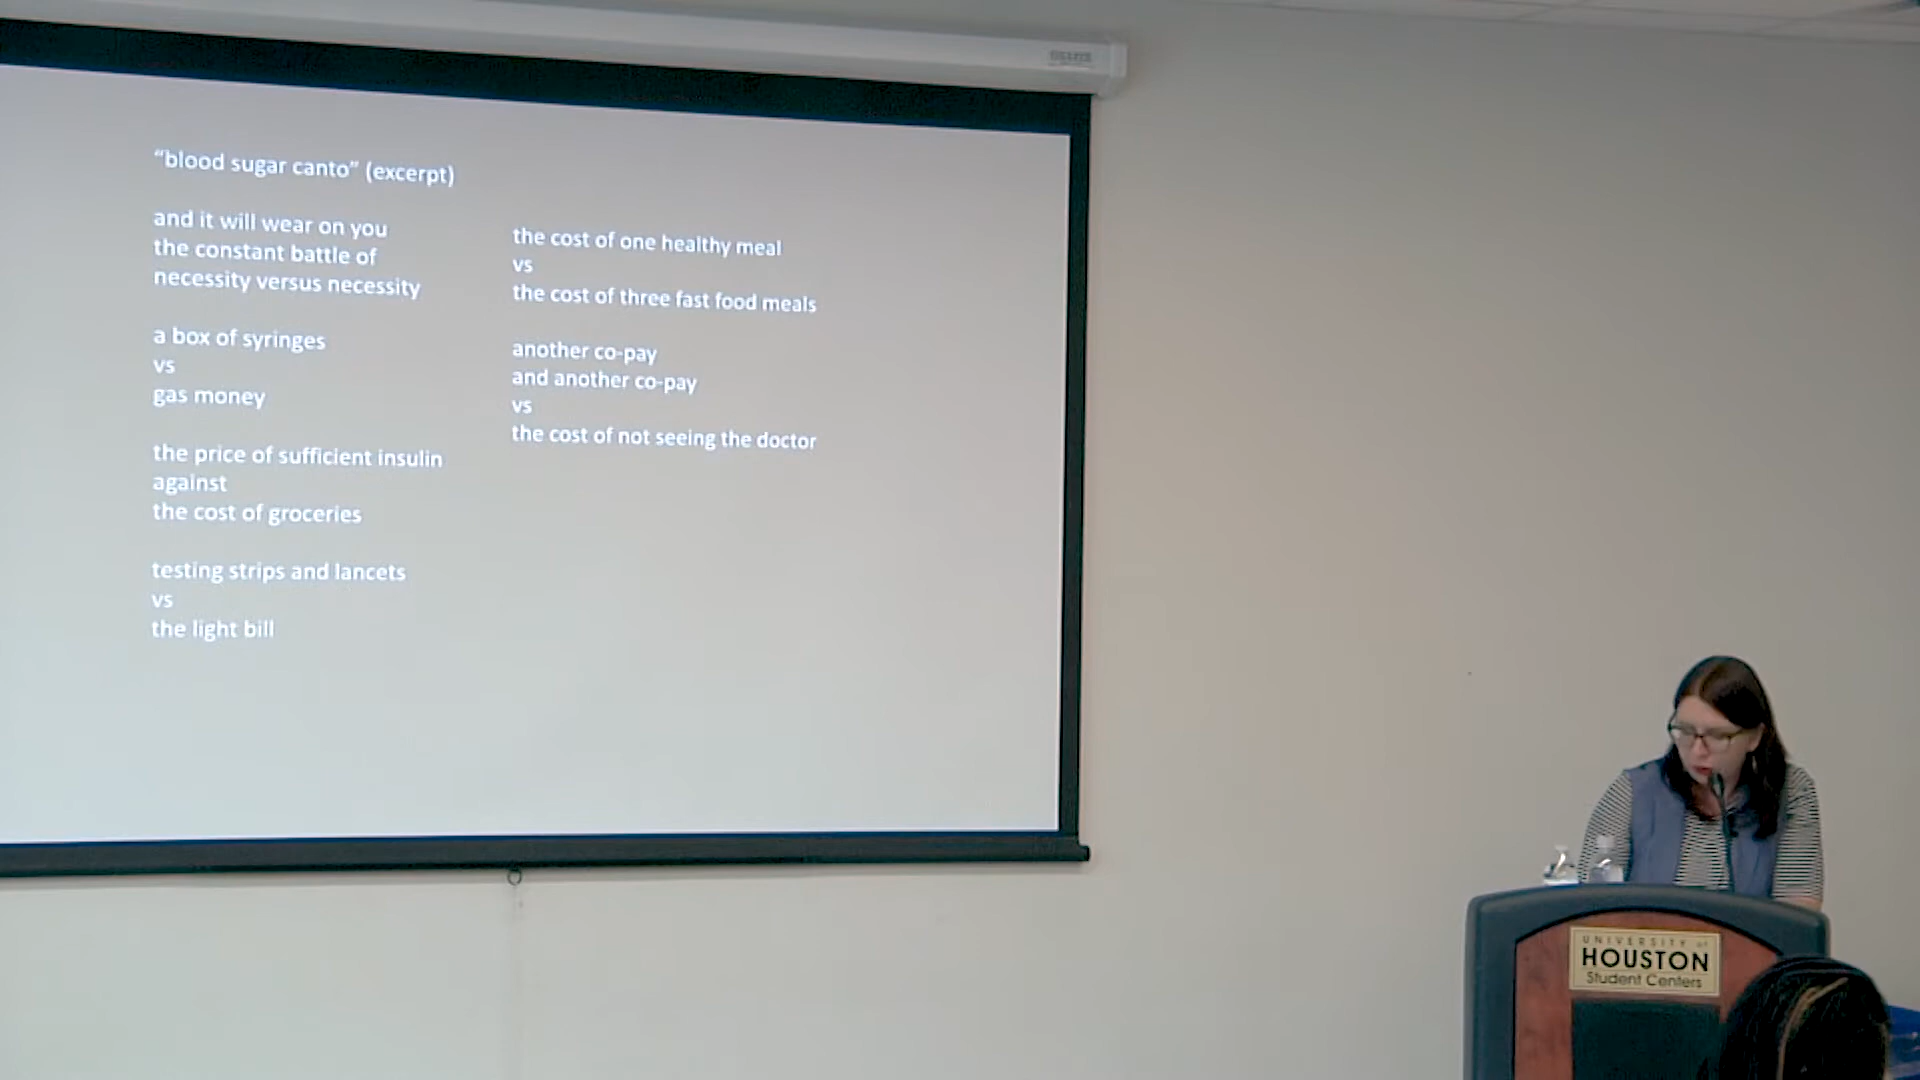 “blood sugar canto” (excerpt)
and it will wear on you
the constant battle of
necessity versus necessity
a box of syringes
vs
gas money
the price of sufficient insulin
against
the cost of groceries
testing strips and lancets
vs
the light bill
the cost of one healthy meal
vs
the cost of three fast food meals
another co-pay
and another co-pay
vs
the cost of not seeing the doctor
UNIVERSITY of
HOUSTON
Student Centers